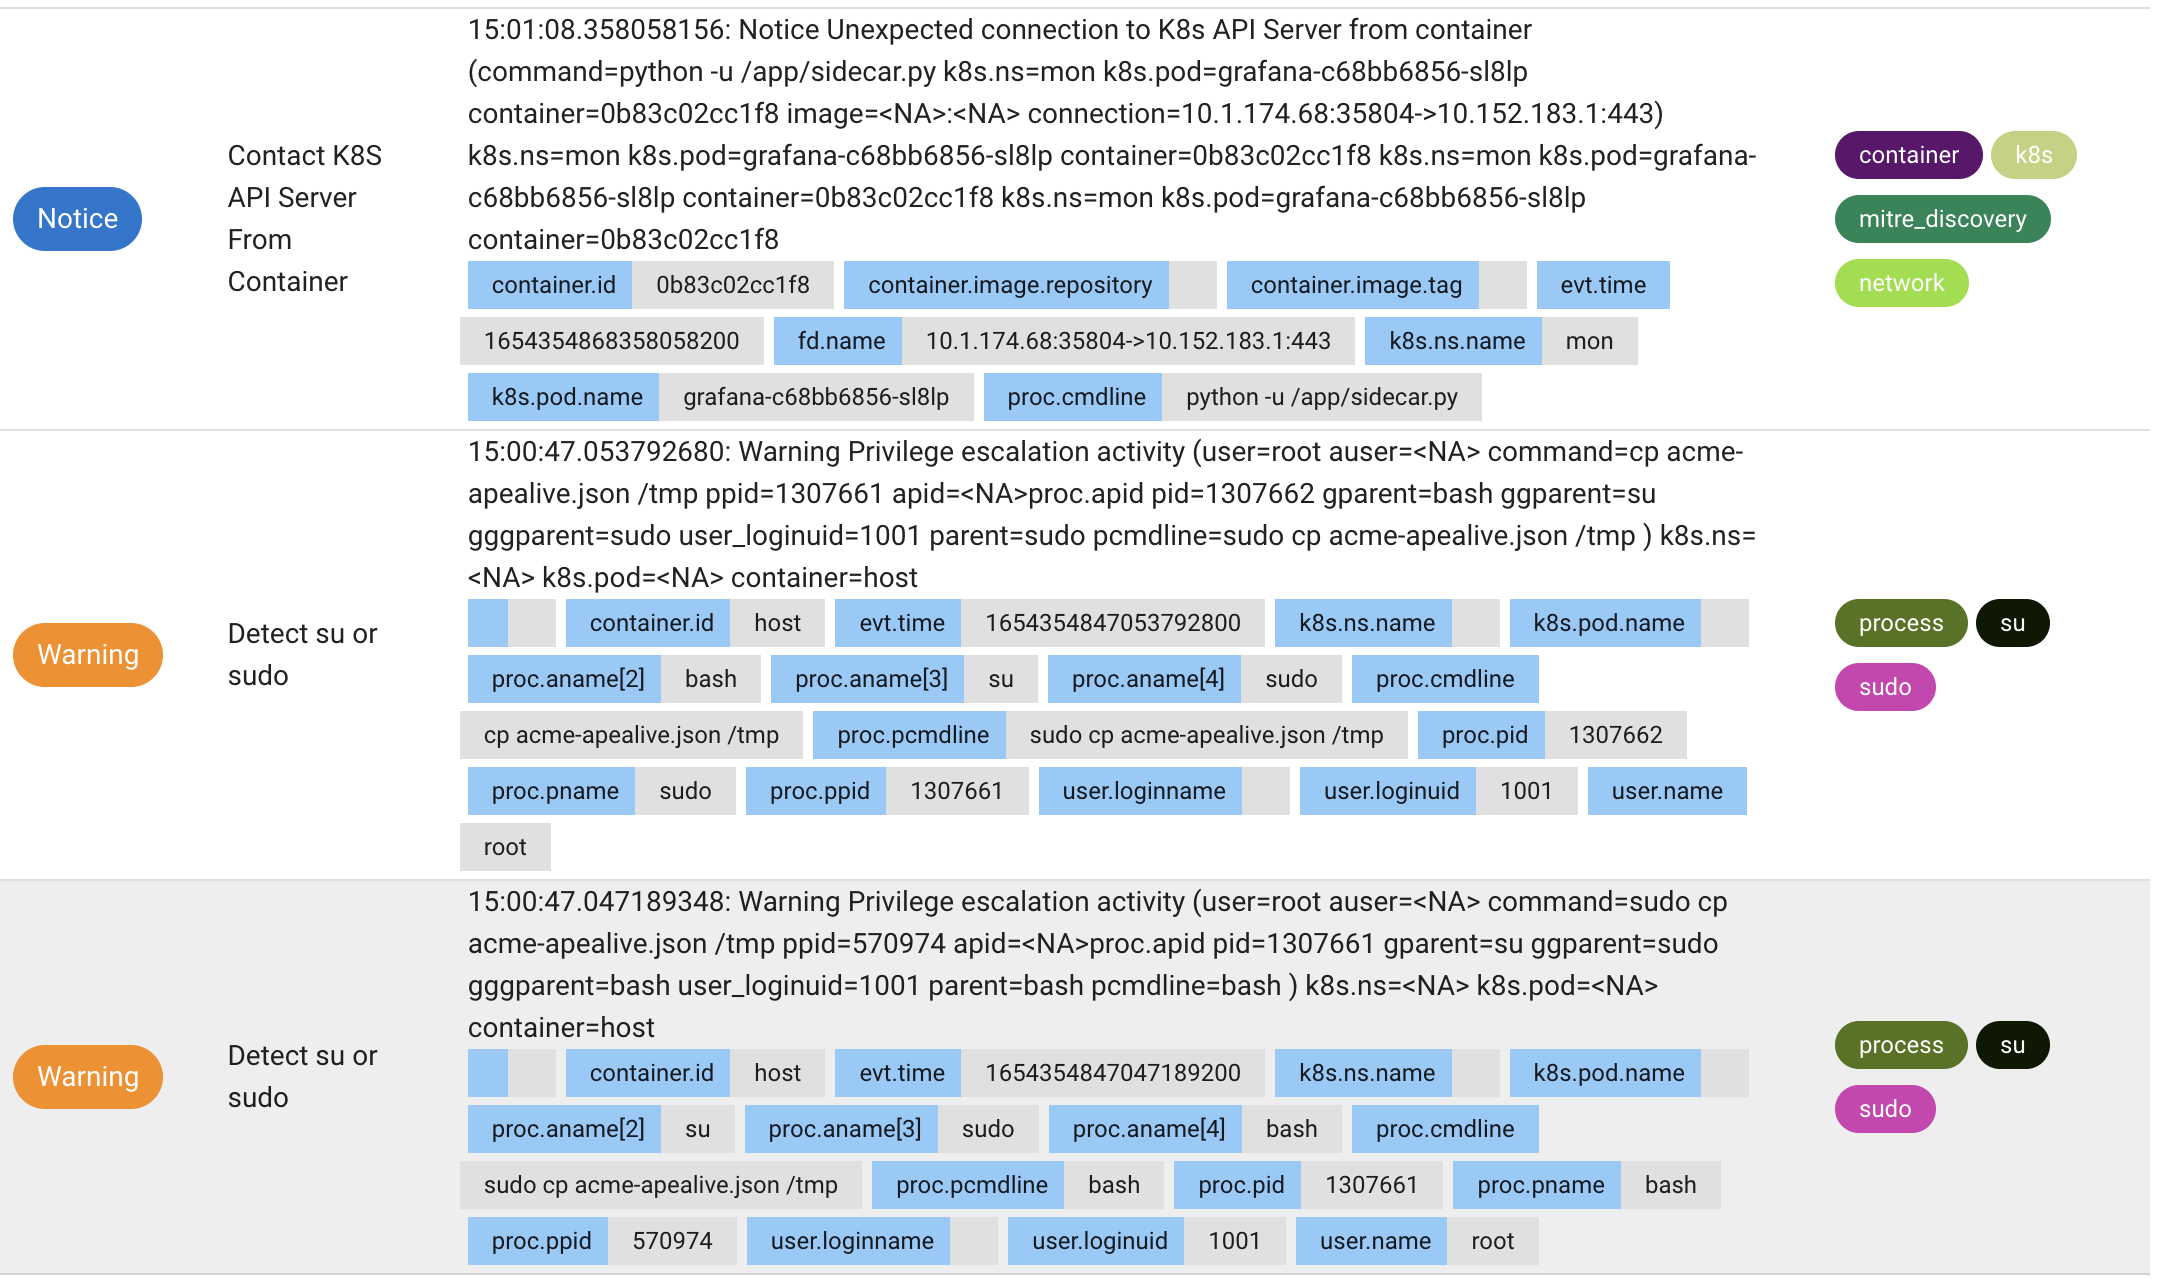 Notice
Contact K8S
API Server
From
Container
15:01:08.358058156: Notice Unexpected connection to K8s API Server from container
(command=python -u /app/sidecar.py k8s.ns=mon k8s.pod=grafana-c68bb6856-sl8lp
container=0b83c02cc1f8 image=<NA>:<NA> connection=10.1.174.68:35804->10.152.183.1:443)
k8s.ns=mon k8s.pod=grafana-c68bb6856-sl8lp container=0b83c02cc1f8 k8s.ns=mon k8s.pod=grafana-
c68bb6856-sl8lp container=0b83c02cc1f8 k8s.ns=mon k8s.pod=grafana-c68bb6856-sl8lp
container=0b83c02cc1f8
container.id 0b83c02cc1f8 container.image.repository container.image.tag evt.time
1654354868358058200 fd.name 10.1.174.68:35804->10.152.183.1:443 k8s.ns.name mon
k8s.pod.name grafana-c68bb6856-sl8lp proc.cmdline python -u /app/sidecar.py
container k8s
mitre_discovery
network
Warning
Detect su or
sudo
15:00:47.053792680: Warning Privilege escalation activity (user=root auser=<NA> command=cp acme-
apealive.json /tmp ppid=1307661 apid=<NA>proc.apid pid=1307662 gparent=bash ggparent=su
gggparent=sudo user_loginuid=1001 parent=sudo pcmdline=sudo cp acme-apealive.json /tmp ) k8s.ns=
<NA> k8s.pod=<NA> container=host
container.id host evt.time 1654354847053792800 k8s.ns.name k8s.pod.name
proc.aname[2] bash proc.aname[3] su proc.aname[4] sudo proc.cmdline
cp acme-apealive.json /tmp proc.pcmdline sudo cp acme-apealive.json /tmp proc.pid 1307662
proc.pname sudo proc.ppid 1307661 user.loginname user.loginuid 1001 user.name
root
process su
sudo
Warning
Detect su or
sudo
15:00:47.047189348: Warning Privilege escalation activity (user=root auser=<NA> command=sudo cp
acme-apealive.json /tmp ppid=570974 apid=<NA>proc.apid pid=1307661 gparent=su ggparent=sudo
gggparent=bash user_loginuid=1001 parent=bash pcmdline=bash ) k8s.ns=<NA> k8s.pod=<NA>
container=host
container.id host evt.time 1654354847047189200 k8s.ns.name k8s.pod.name
proc.aname[2] su proc.aname[3] sudo proc.aname[4] bash proc.cmdline
sudo cp acme-apealive.json /tmp proc.pcmdline bash proc.pid 1307661 proc.pname bash
proc.ppid 570974 user.loginname user.loginuid 1001 user.name root
process su
sudo